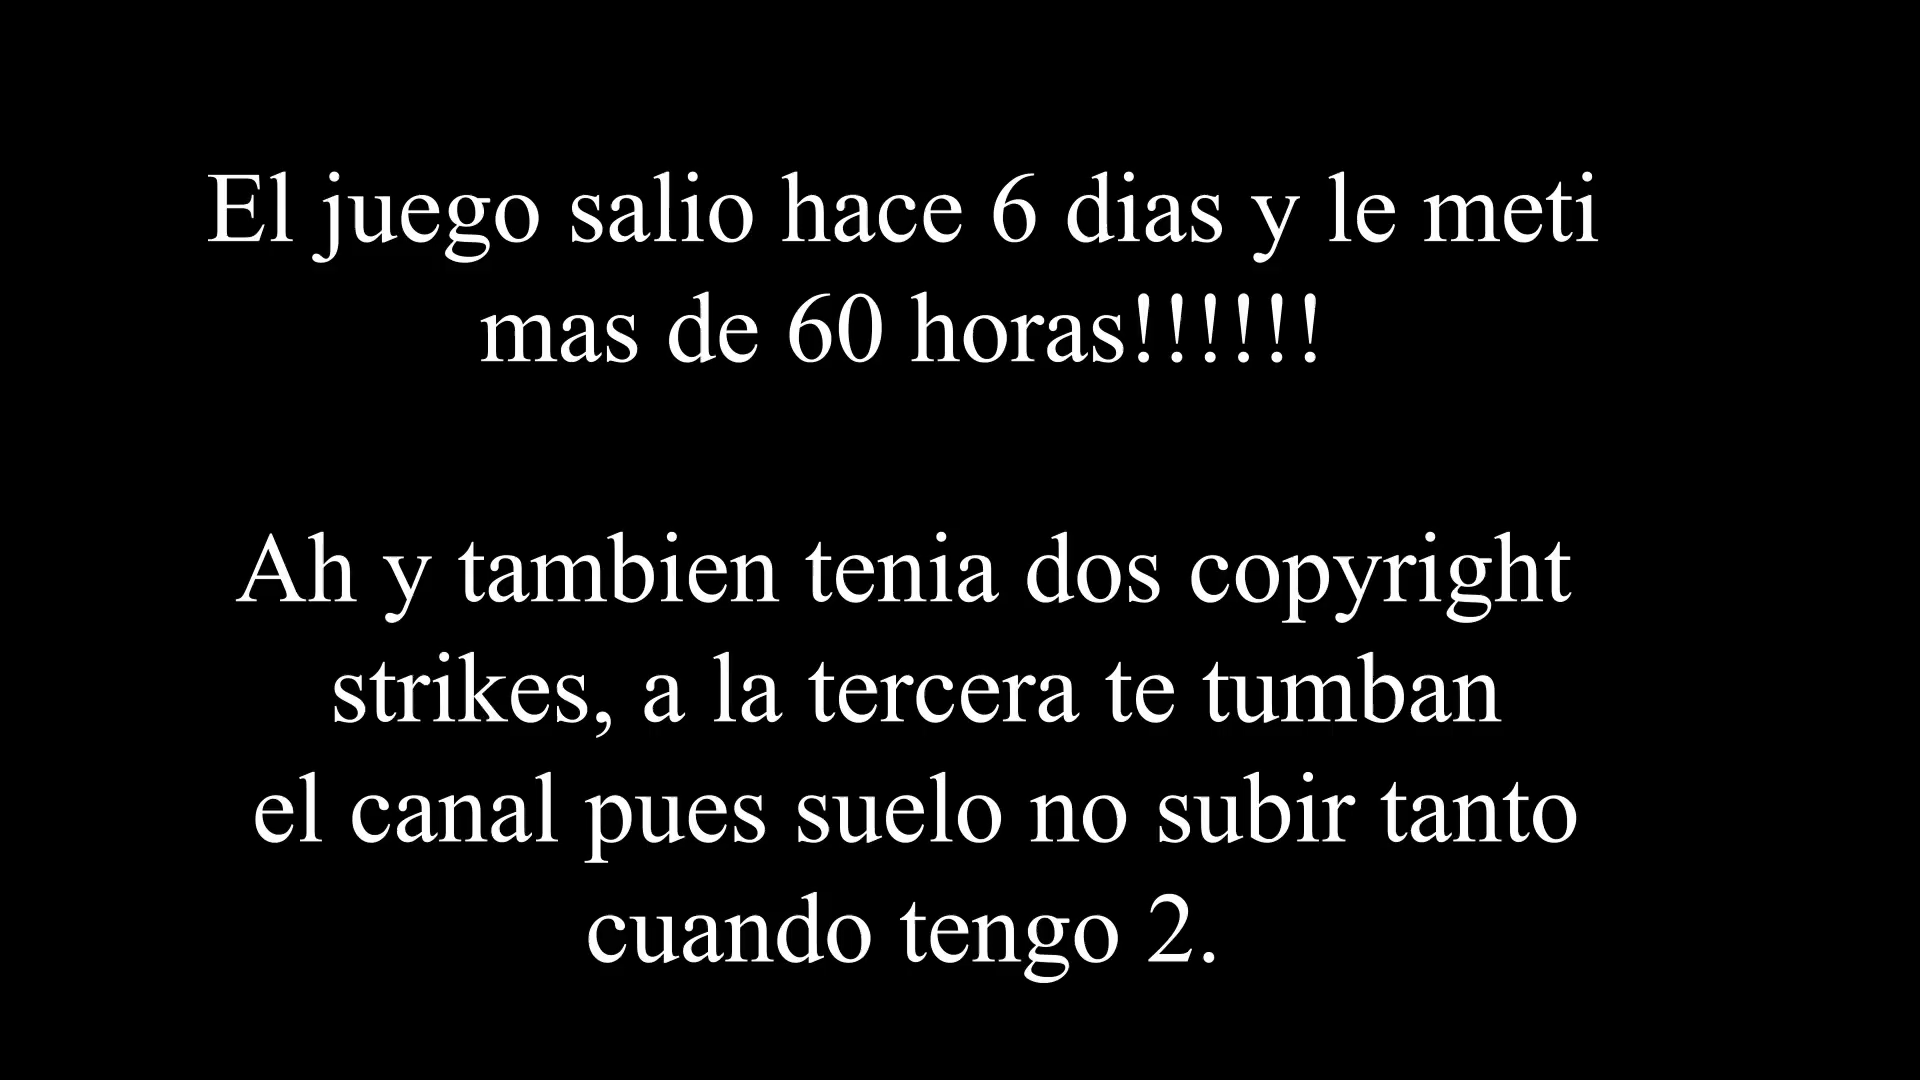 El juego salio hace 6 dias y le meti
mas de 60 horas!!!!!!
Ah y tambien tenia dos copyright
strikes, a la tercera te tumban
el canal pues suelo no subir tanto
cuando tengo 2.